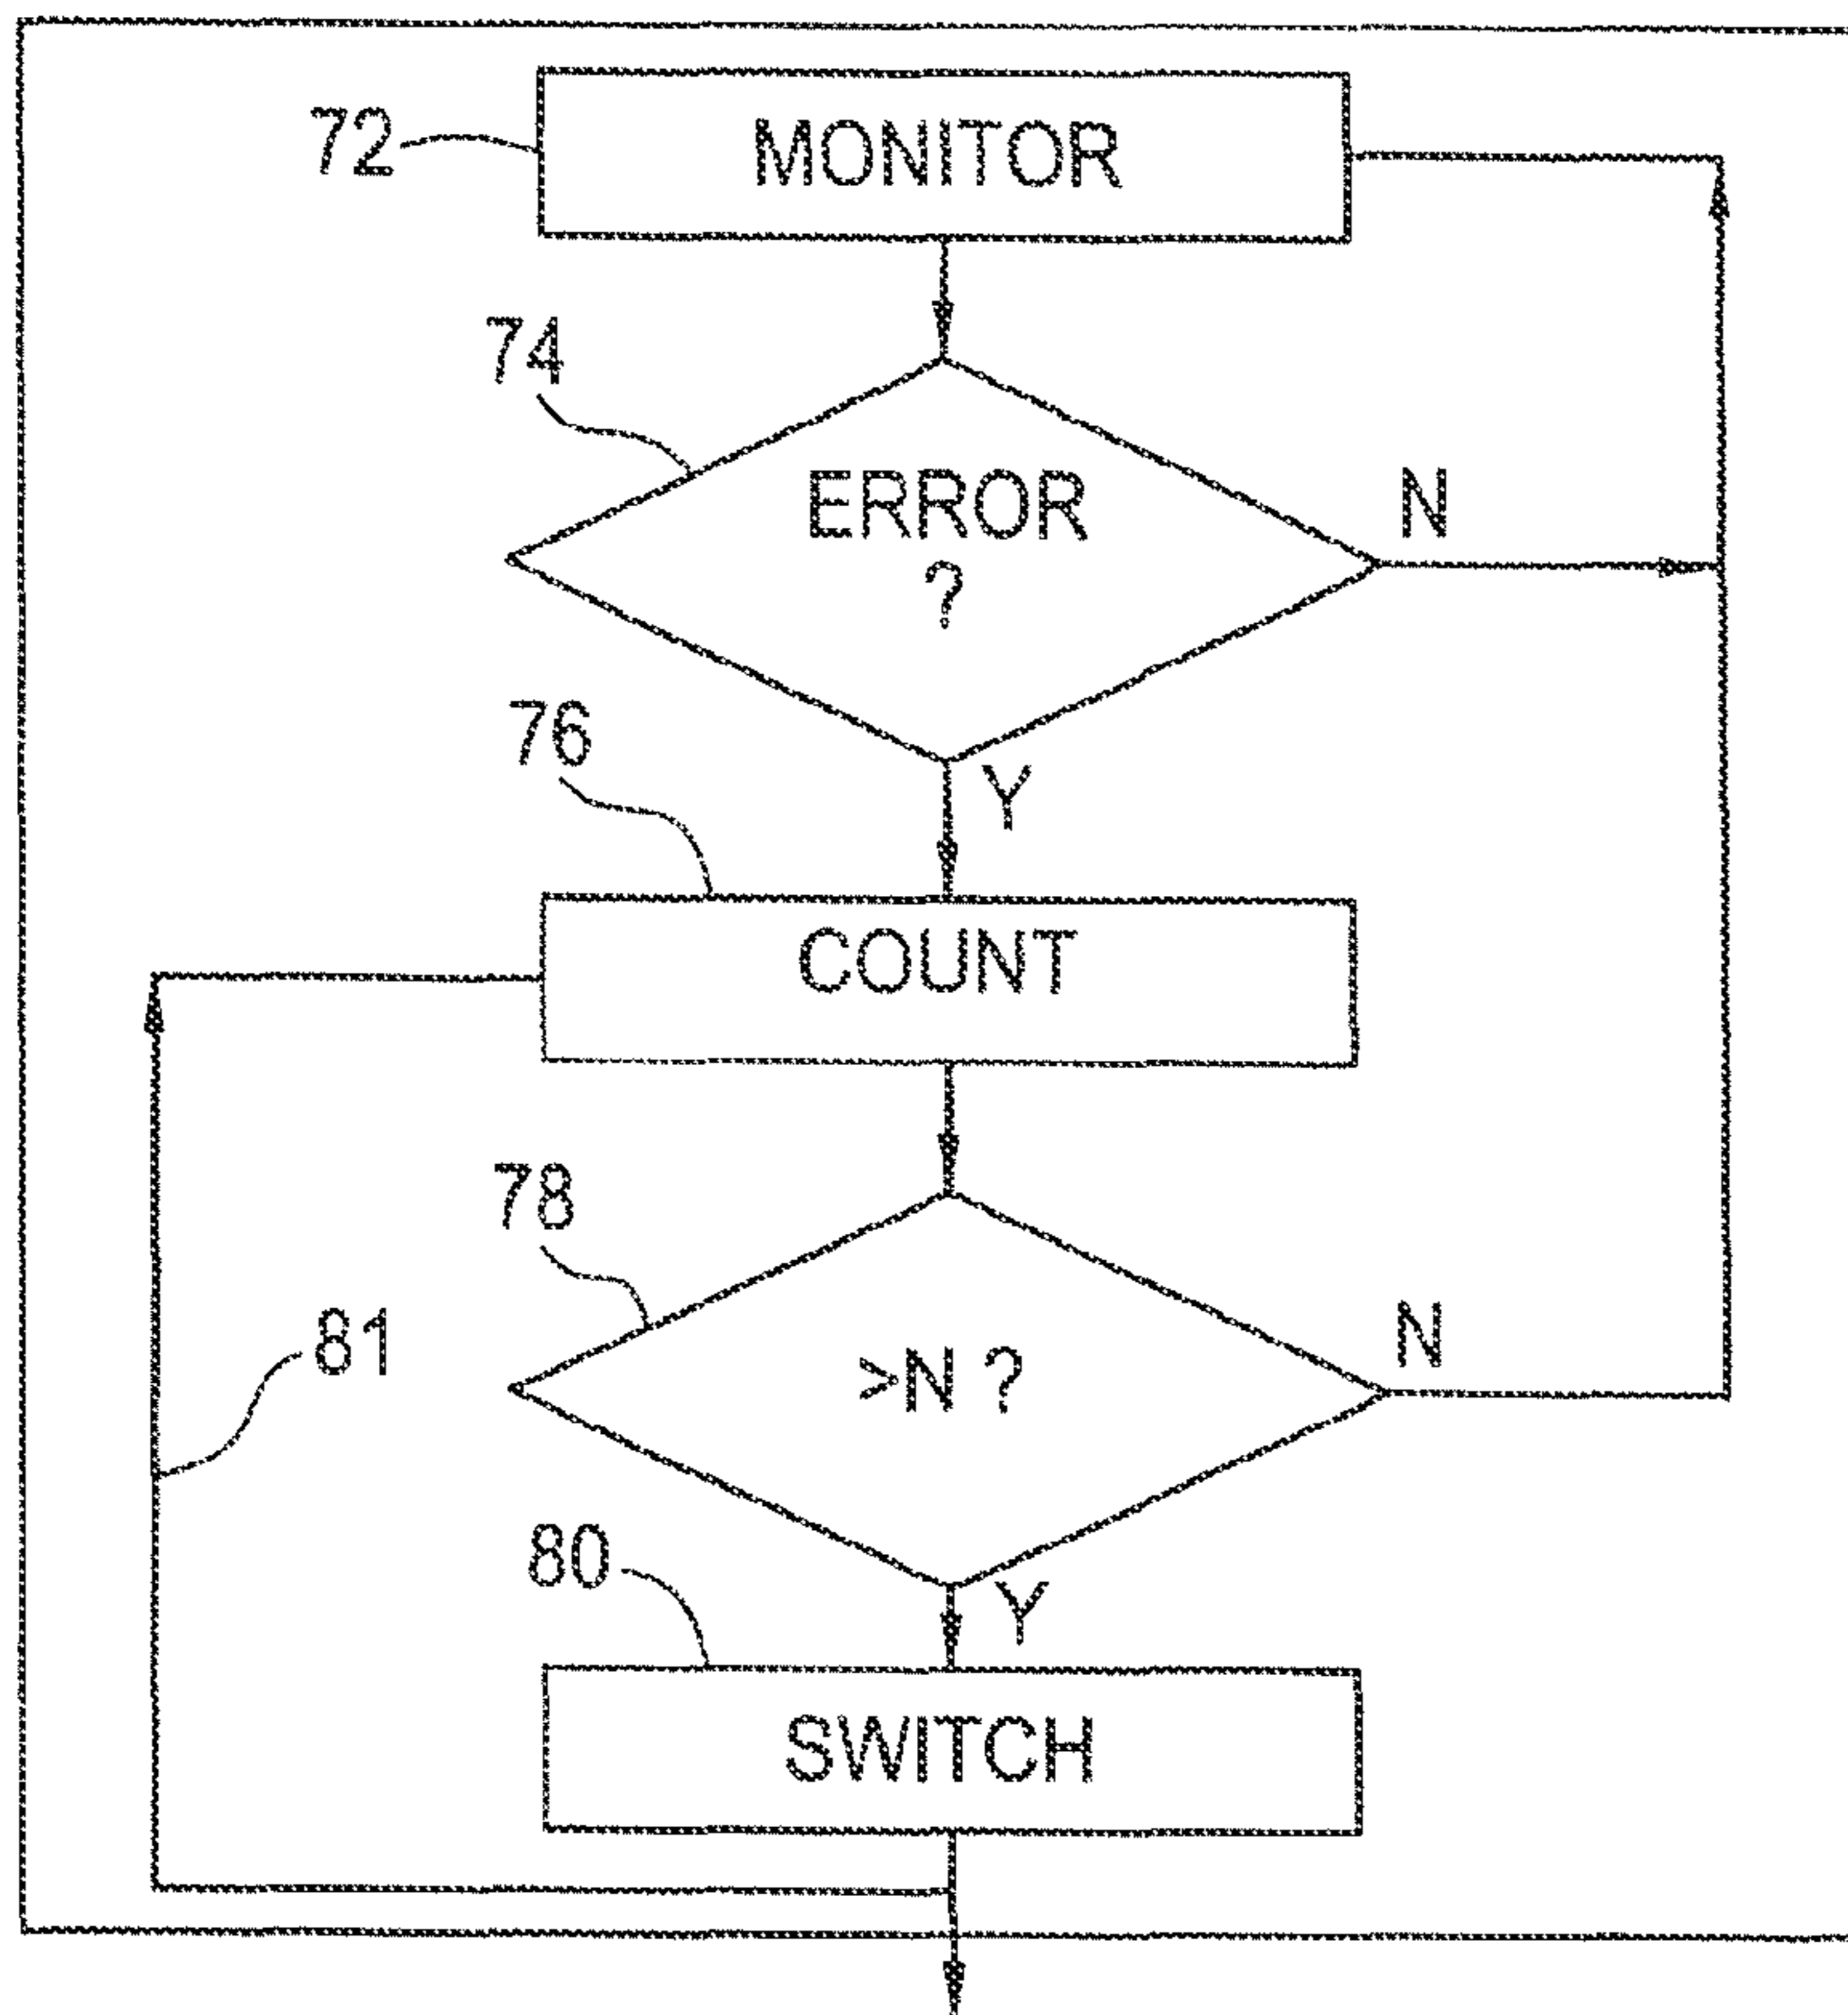 72
MONITOR
74
ERROR
?
N
76
Y
COUNT
78
81
>N ?
N
80
Y
SWITCH